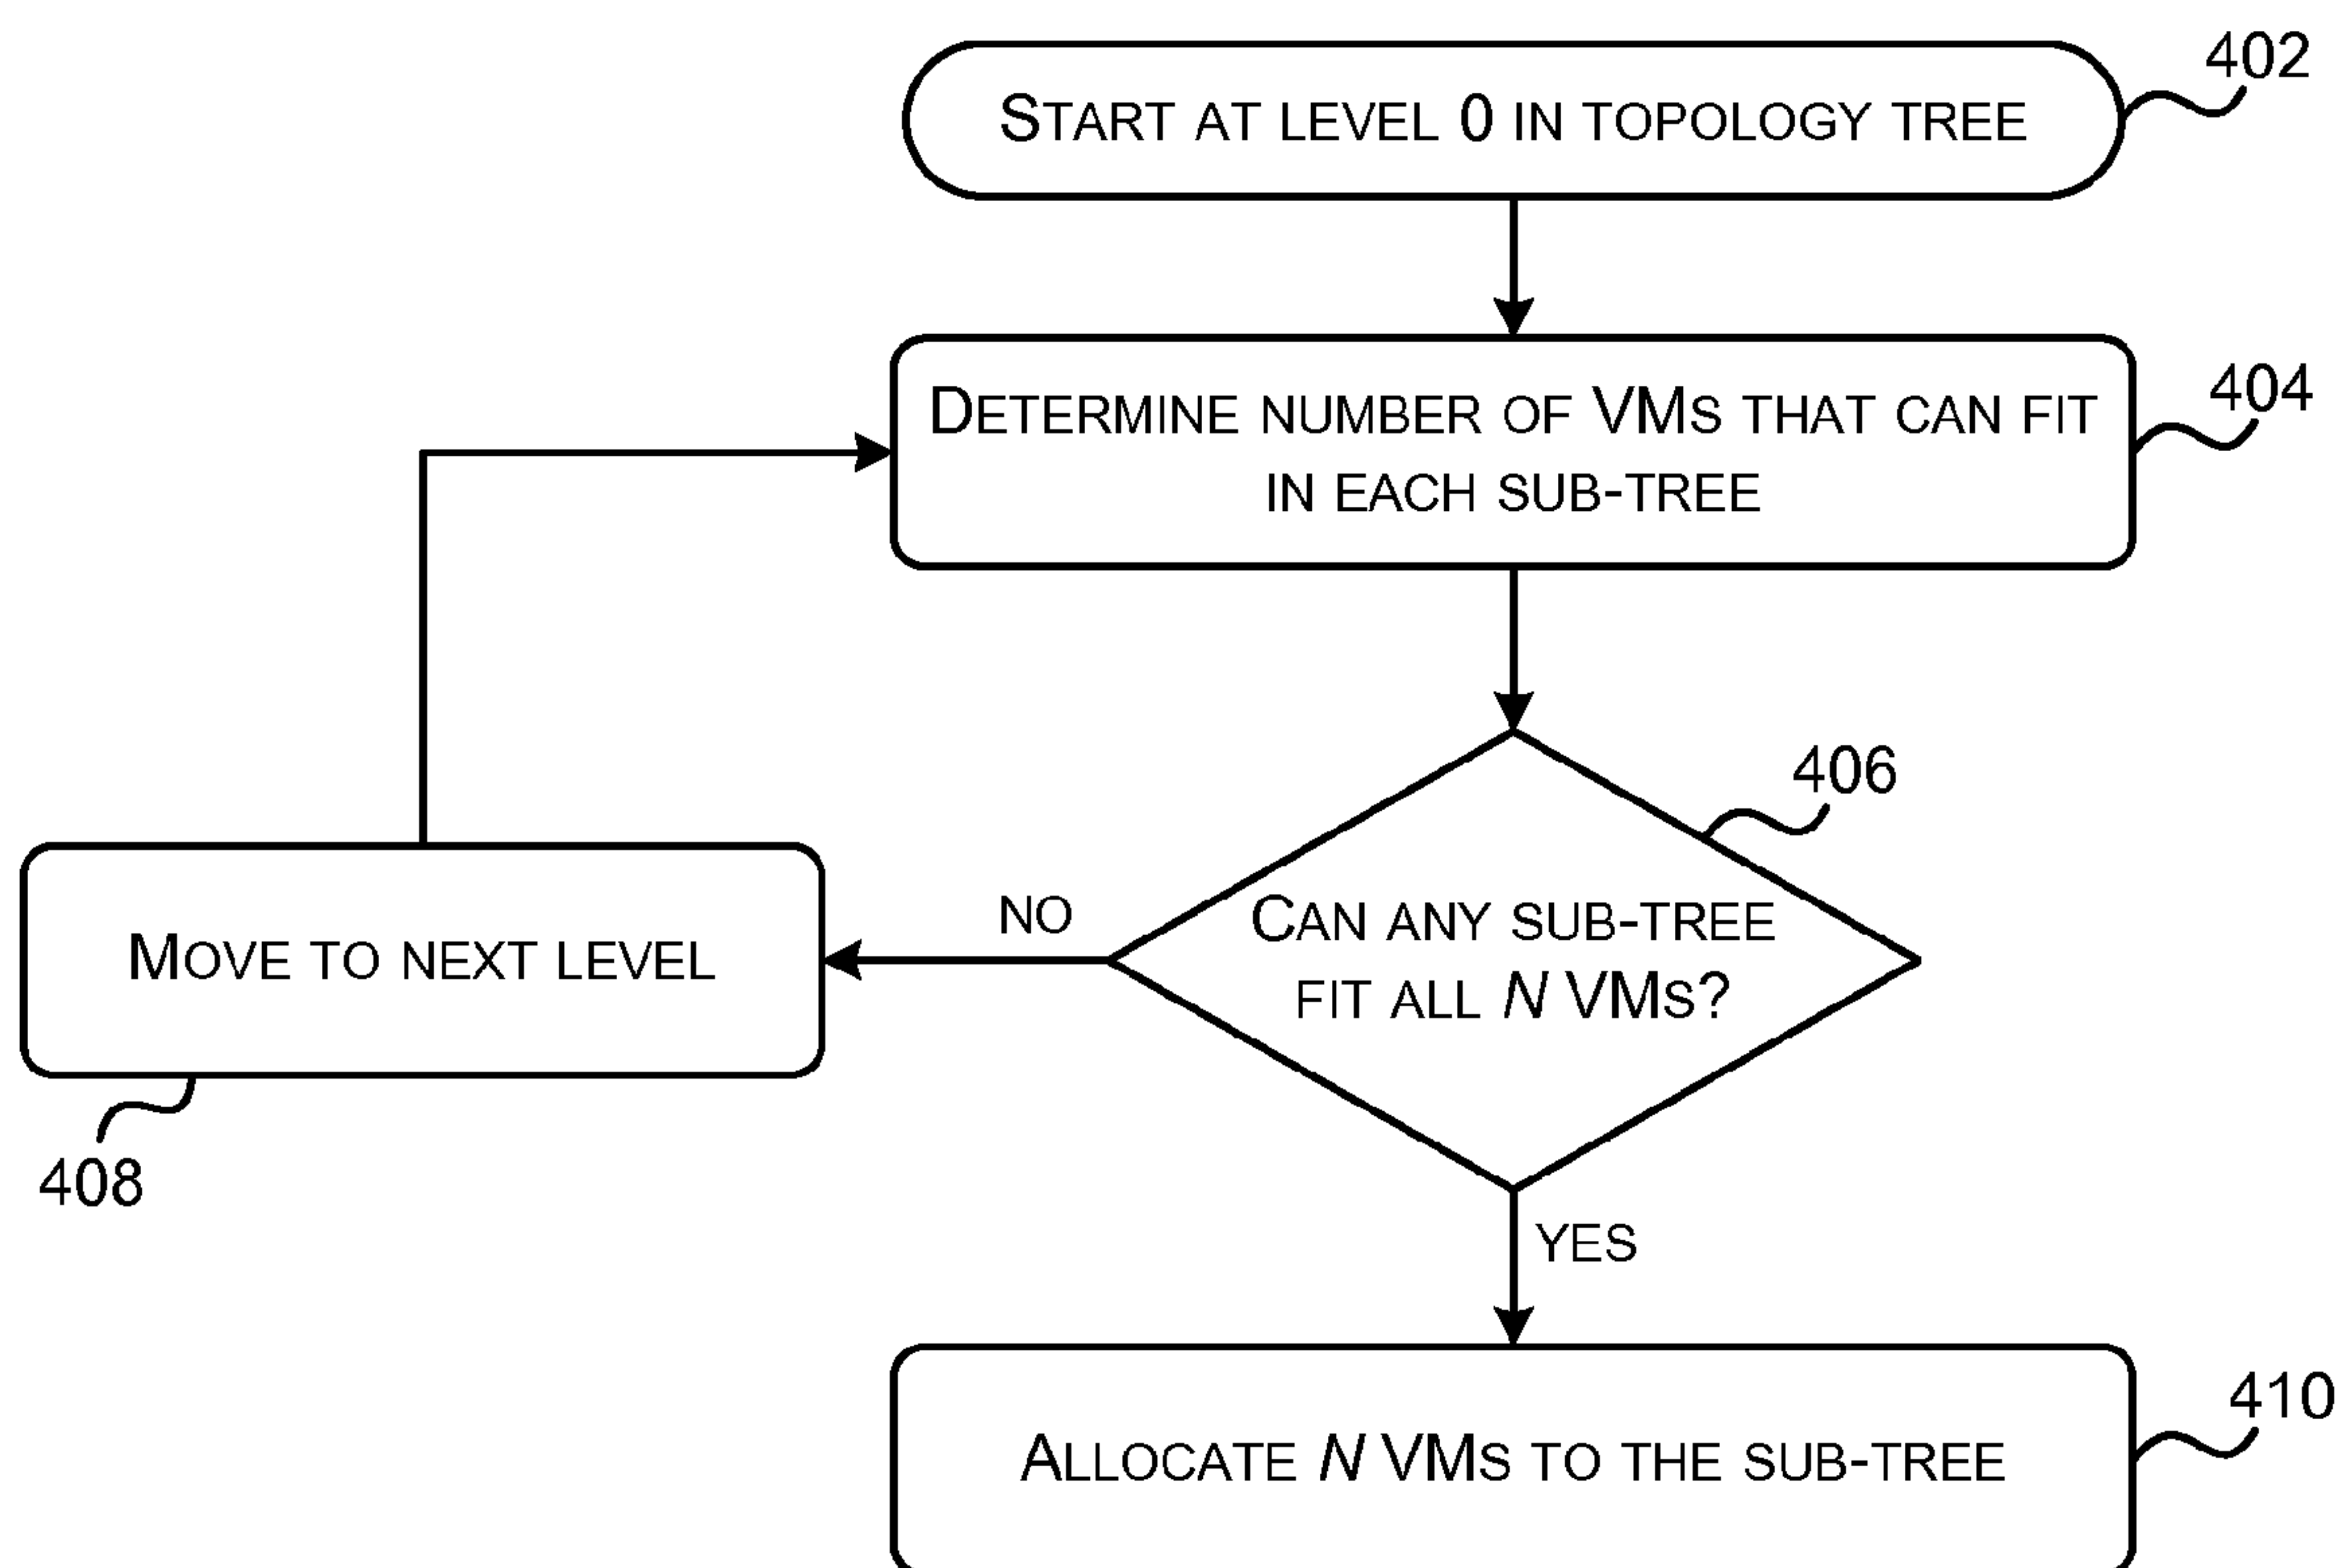 402
START AT LEVEL 0 IN TOPOLOGY TREE
404
DETERMINE NUMBER OF VMS THAT CAN FIT
IN EACH SUB-TREE
406
NO
CAN ANY SUB-TREE
FIT ALL N VMS?
MOVE TO NEXT LEVEL
408
YES
410
ALLOCATE N VMS TO THE SUB-TREE